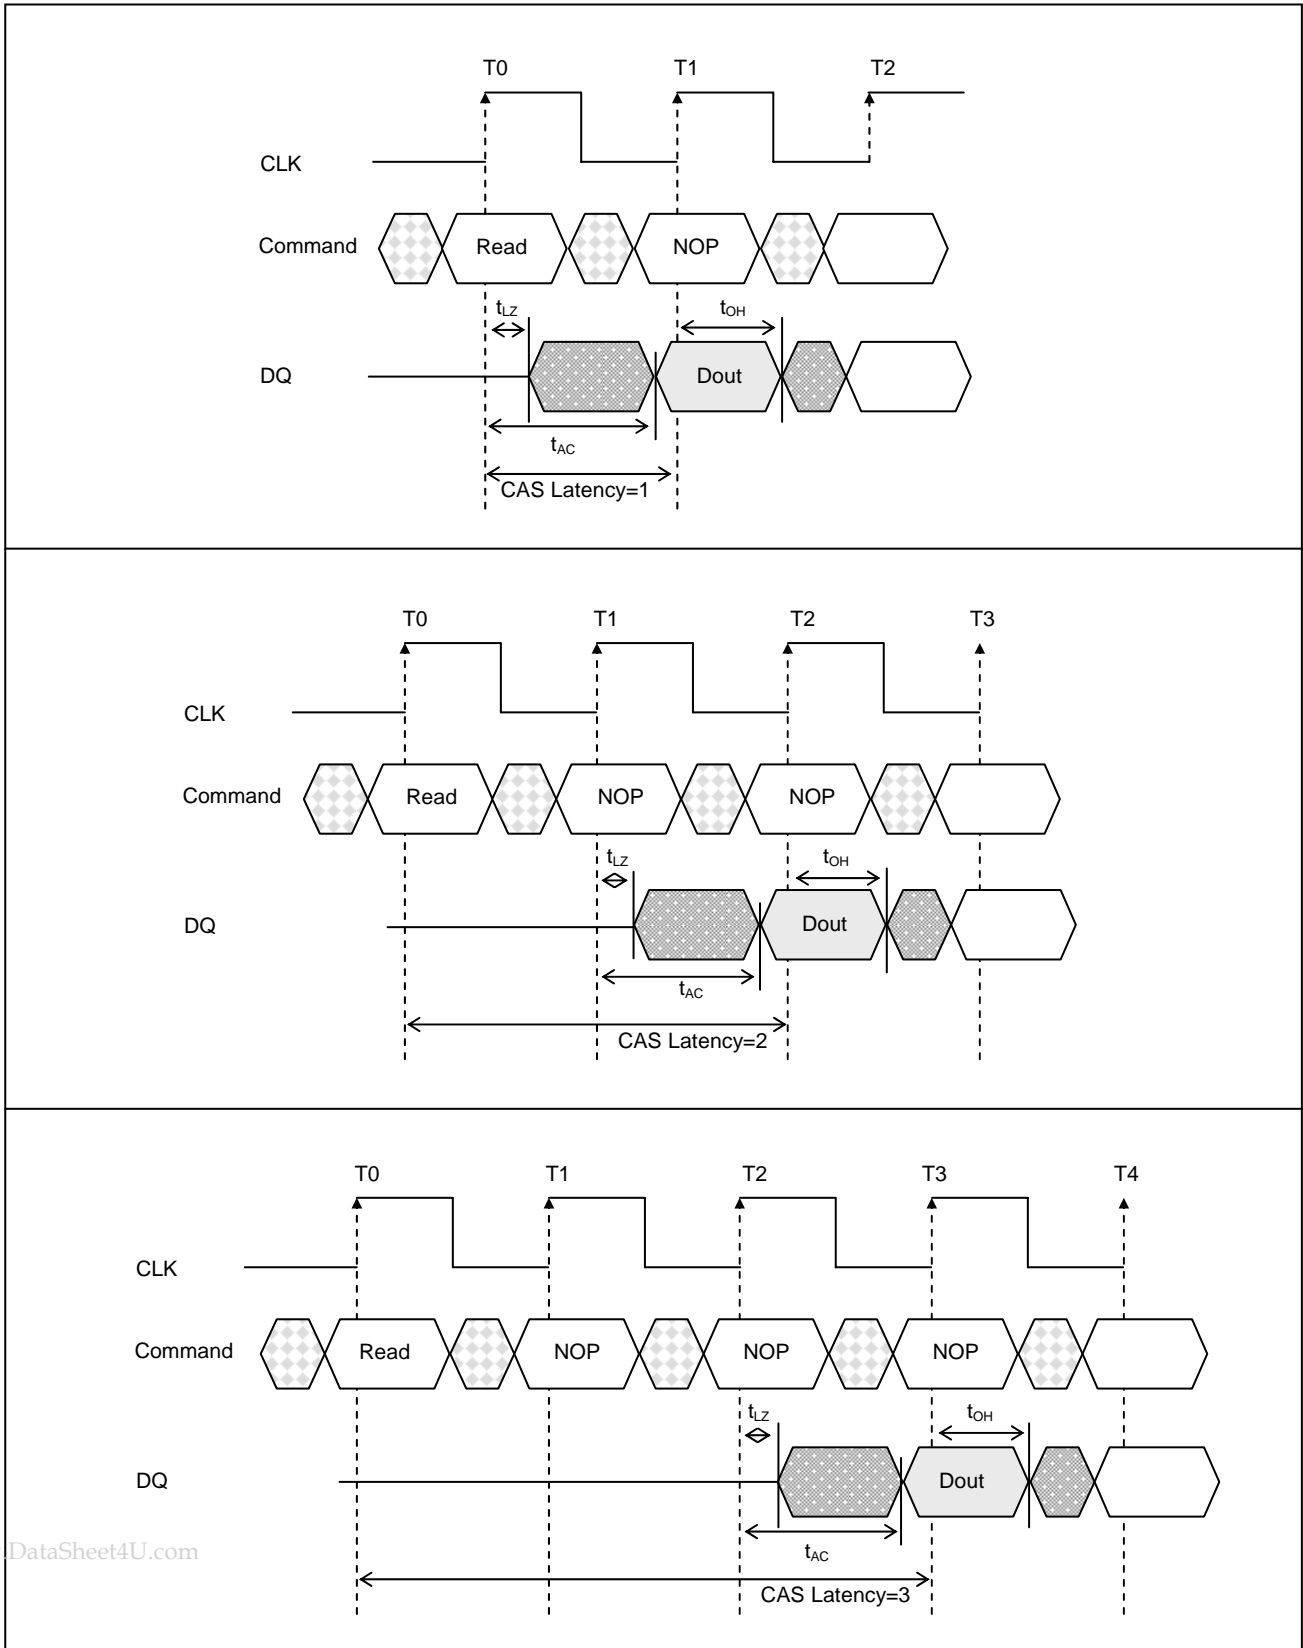 T0 T1 T2
CLK
Command Read NOP
tLZ tOH
DQ Dout
tAC
CAS Latency=1
T0 T1 T2 T3
CLK
Command Read NOP NOP
tLZ tOH
DQ Dout
tAC
CAS Latency=2
T0 T1 T2 T3 T4
CLK
Command Read NOP NOP NOP
tLZ tOH
DQ Dout
tAC
.DataSheet4U.com
CAS Latency=3